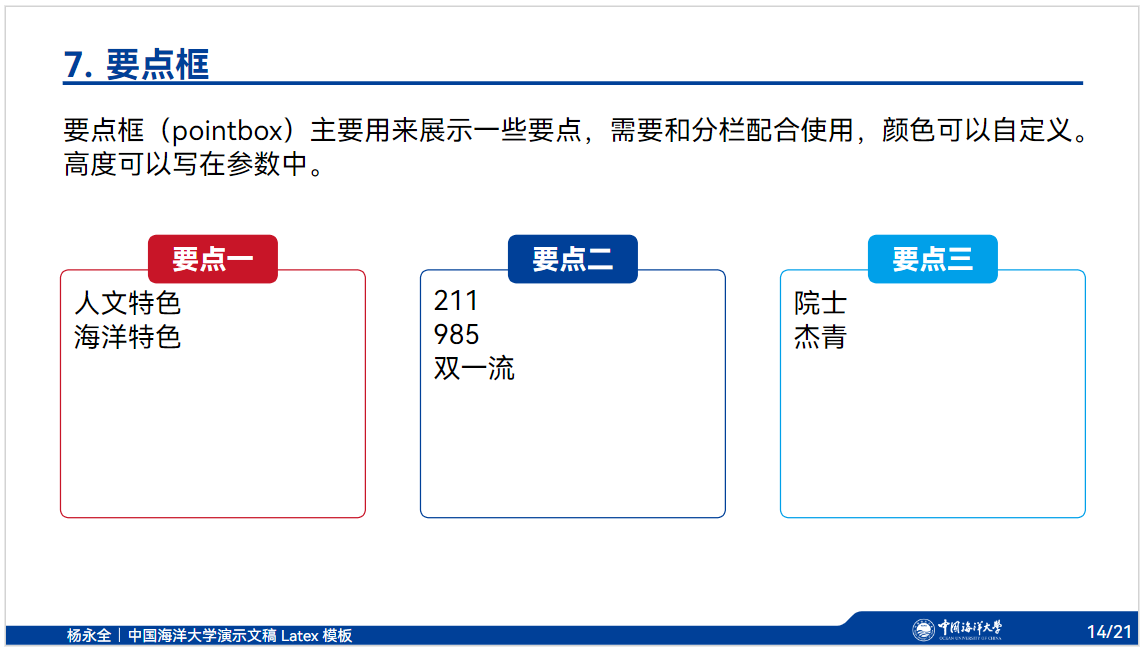 7. 要点框
要点框（pointbox）主要用来展示一些要点，需要和分栏配合使用，颜色可以自定义。
高度可以写在参数中。
要点一
人文特色
海洋特色
要点二
211
985
双一流
要点三
院士
杰青
杨永全｜中国海洋大学演示文稿 Latex 模板
中国海洋大学
OCEAN UNIVERSITY OF CHINA
14/21